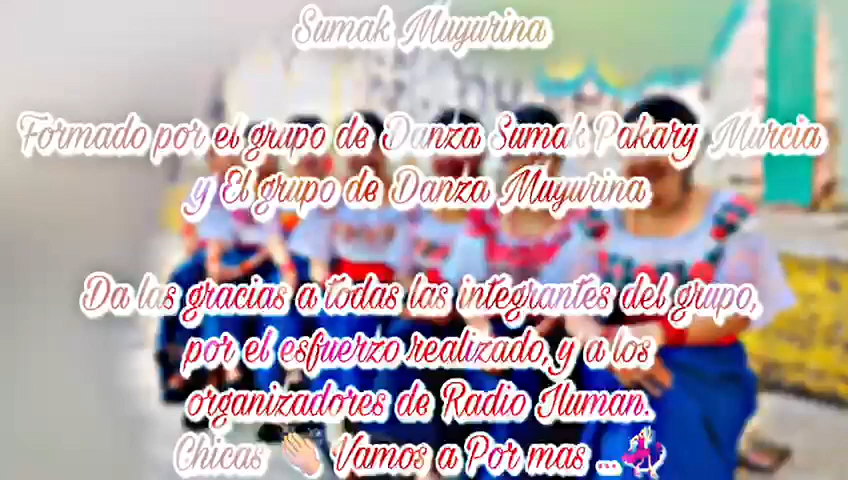 Sumak Muyurina
Formado por el grupo de Danza Sumak Pakary Murcia
y El grupo de Danza Muyurina
Da las gracias a todas las integrantes del grupo,
por el esfuerzo realizado, y a los
organizadores de Radio Iluman.
Chicas 👏🏻 Vamos a Por mas ...💃